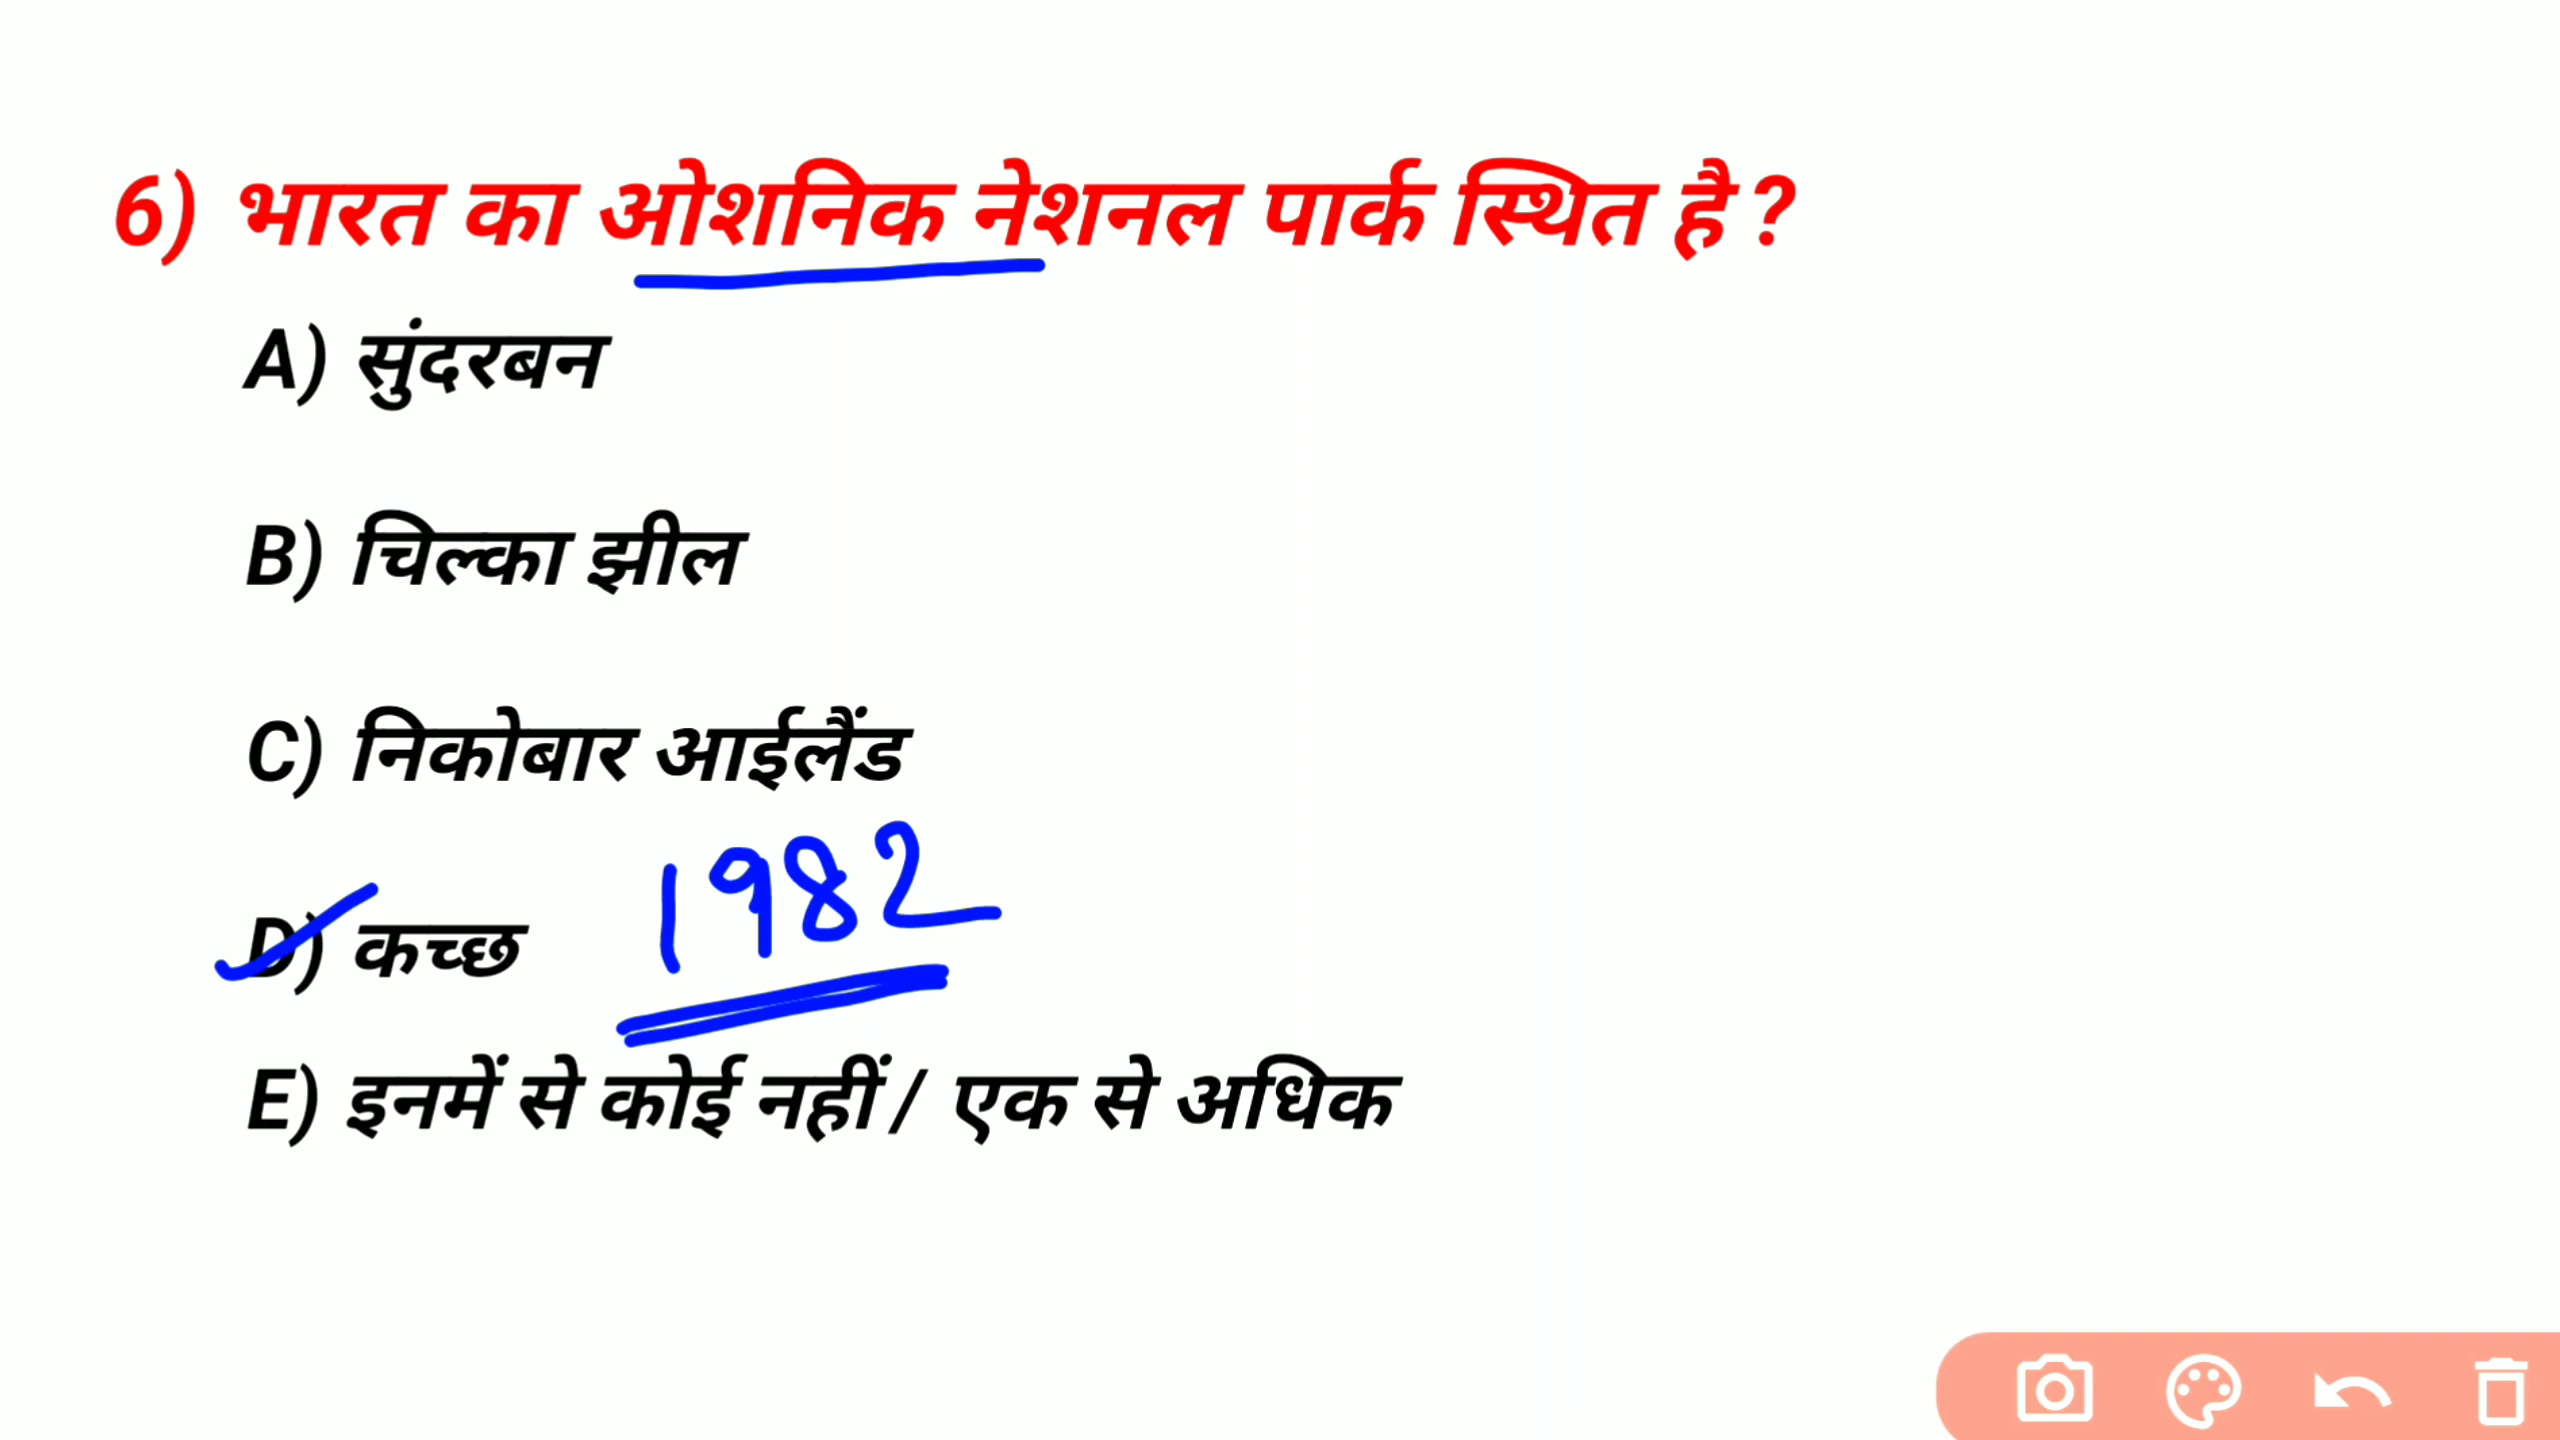 6) भारत का ओशनिक नेशनल पार्क स्थित है ?
A) सुंदरबन
B) चिल्का झील
C) निकोबार आईलैंड
1982
D) कच्छ
E) इनमें से कोई नहीं / एक से अधिक